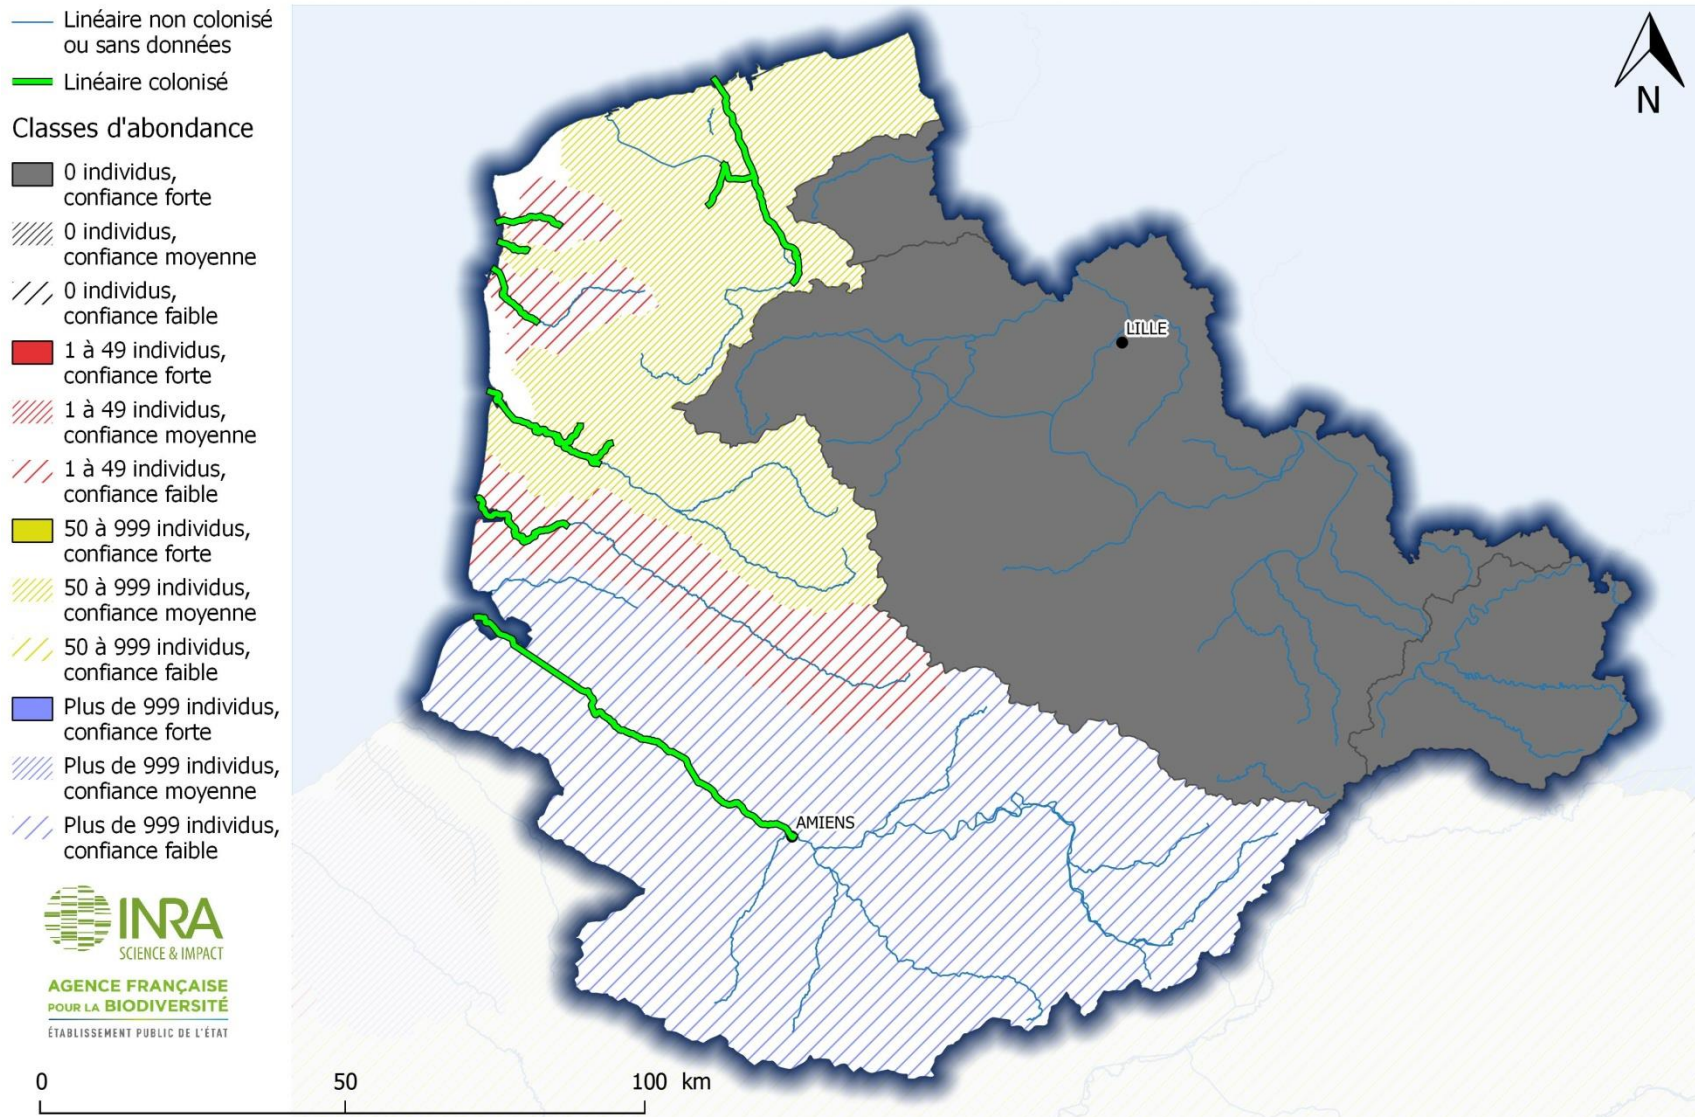 Linéaire non colonisé
ou sans données
Linéaire colonisé
Classes d'abondance
0 individus,
confiance forte
0 individus,
confiance moyenne
0 individus,
confiance faible
1 à 49 individus,
confiance forte
1 à 49 individus,
confiance moyenne
1 à 49 individus,
confiance faible
50 à 999 individus,
confiance forte
50 à 999 individus,
confiance moyenne
50 à 999 individus,
confiance faible
Plus de 999 individus,
confiance forte
Plus de 999 individus,
confiance moyenne
Plus de 999 individus,
confiance faible
INRA
SCIENCE & IMPACT
AGENCE FRANÇAISE
POUR LA BIODIVERSITÉ
ÉTABLISSEMENT PUBLIC DE L'ÉTAT
0 50 100 km
N
LILLE
AMIENS